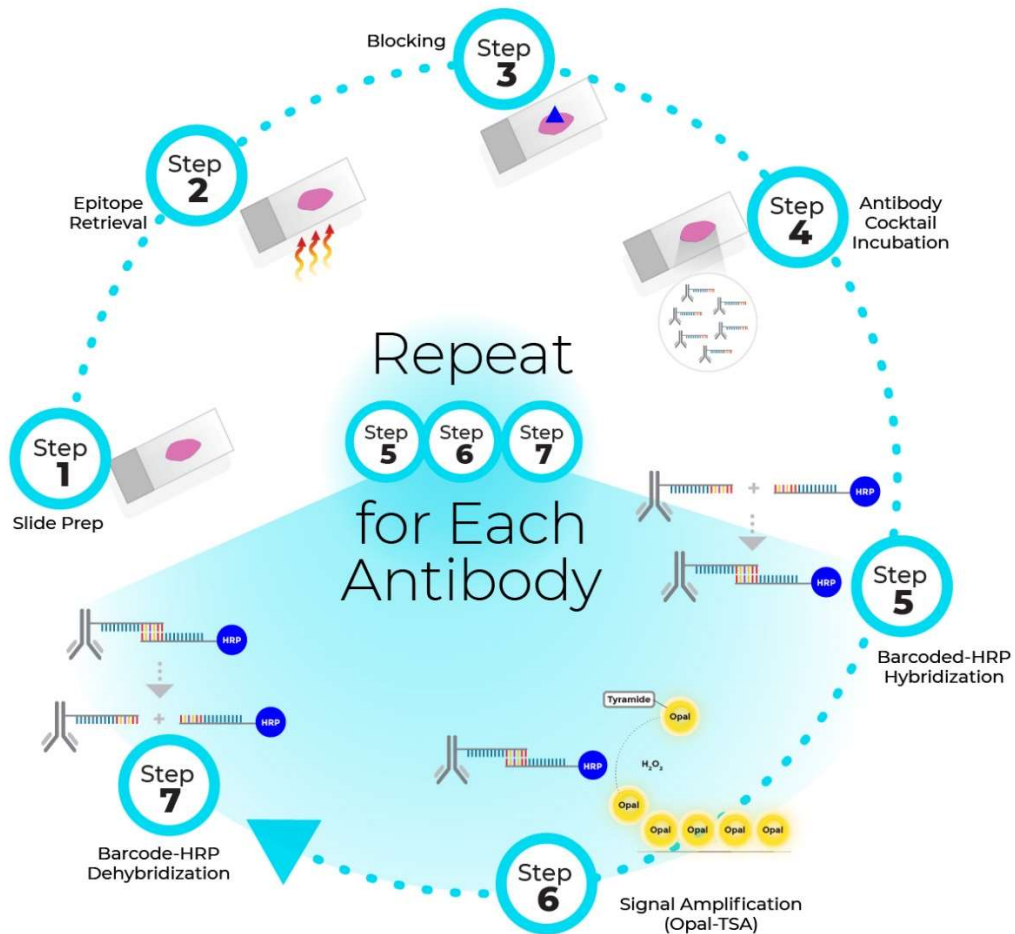 Step
1
Slide Prep
Step
2
Epitope
Retrieval
Step
3
Blocking
Step
4
Antibody
Cocktail
Incubation
Repeat
Step
5
Step
6
Step
7
for Each
Antibody
+
HRP
HRP
Step
5
Barcoded-HRP
Hybridization
Tyramide
Opal
HRP
H₂O₂
Opal
Opal
Opal
Opal
Opal
Step
6
Signal Amplification
(Opal-TSA)
HRP
+
HRP
Step
7
Barcode-HRP
Dehybridization